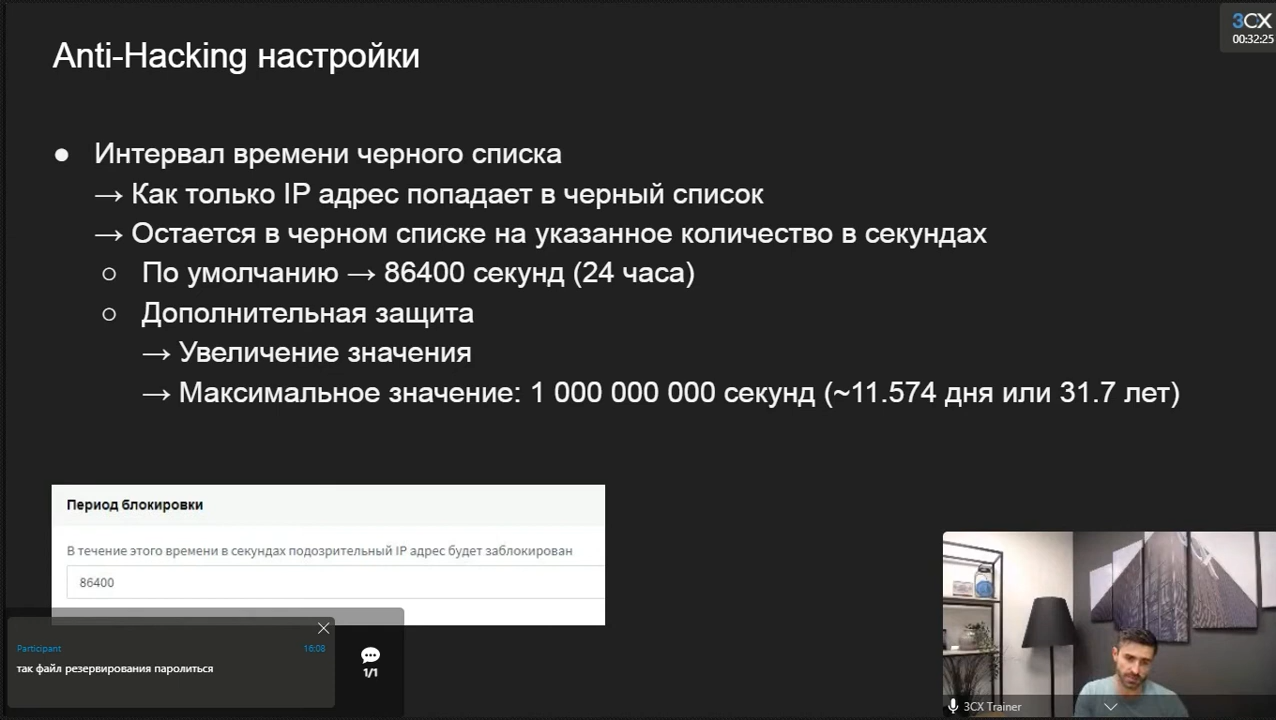 3CX
00:32:25
Anti-Hacking настройки
● Интервал времени черного списка
→ Как только IP адрес попадает в черный список
→ Остается в черном списке на указанное количество в секундах
○ По умолчанию → 86400 секунд (24 часа)
○ Дополнительная защита
→ Увеличение значения
→ Максимальное значение: 1 000 000 000 секунд (~11.574 дня или 31.7 лет)
Период блокировки
В течение этого времени в секундах подозрительный IP адрес будет заблокирован
86400
Participant 16:08
так файл резервирования паролиться
1/1
3CX Trainer